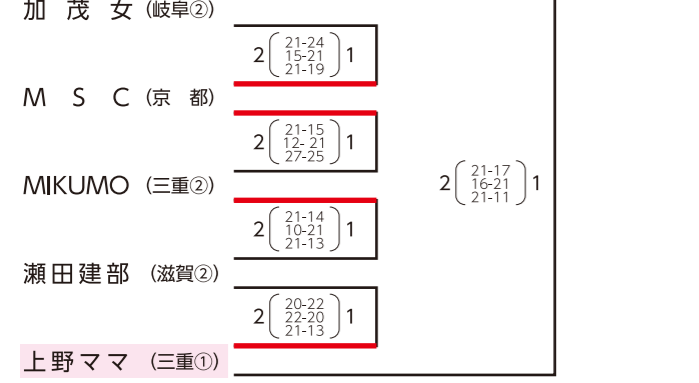 加 茂 女 (岐阜②)
2 ( 21-24 15-21 21-19 ) 1
M S C (京 都)
2 ( 21-15 12- 21 27-25 ) 1
MIKUMO (三重②)
2 ( 21-17 16-21 21-11 ) 1
2 ( 21-14 10-21 21-13 ) 1
瀬田建部 (滋賀②)
2 ( 20-22 22-20 21-13 ) 1
上野ママ (三重①)